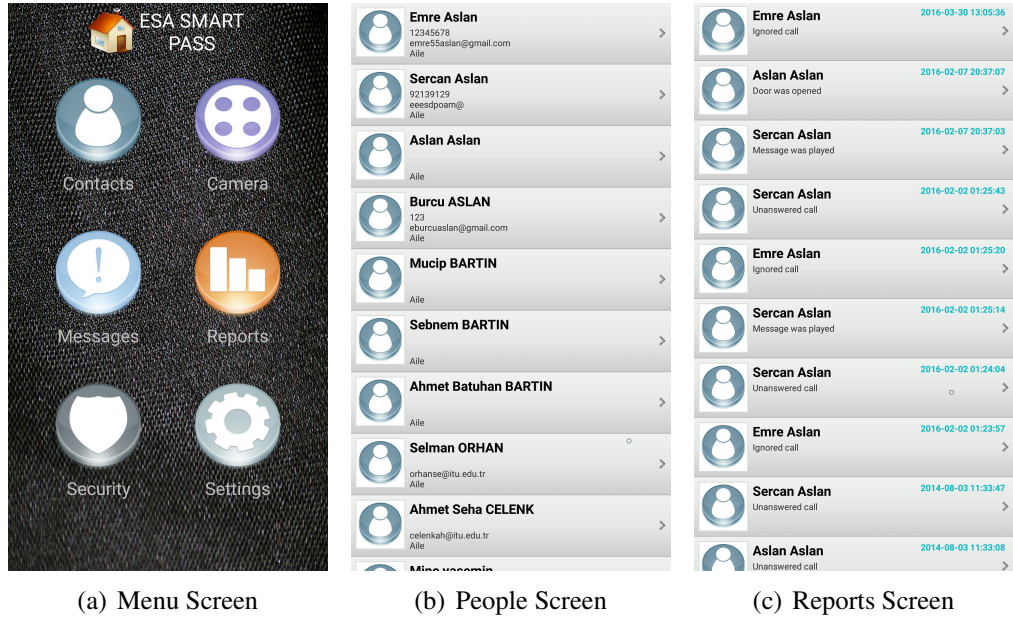 ESA SMART
PASS
Contacts
Camera
Messages
Reports
Security
Settings
(a) Menu Screen
Emre Aslan
12345678
emre55aslan@gmail.com
Aile
Sercan Aslan
92139129
eeesdpoam@
Aile
Aslan Aslan
Aile
Burcu ASLAN
123
eburcuaslan@gmail.com
Aile
Mucip BARTIN
Aile
Sebnem BARTIN
Aile
Ahmet Batuhan BARTIN
Aile
Selman ORHAN
orhanse@itu.edu.tr
Aile
Ahmet Seha CELENK
celenkah@itu.edu.tr
Aile
Mine yasemin
(b) People Screen
Emre Aslan 2016-03-30 13:05:36
Ignored call
Aslan Aslan 2016-02-07 20:37:07
Door was opened
Sercan Aslan 2016-02-07 20:37:03
Message was played
Sercan Aslan 2016-02-02 01:25:43
Unanswered call
Emre Aslan 2016-02-02 01:25:20
Ignored call
Sercan Aslan 2016-02-02 01:25:14
Message was played
Sercan Aslan 2016-02-02 01:24:04
Unanswered call
Emre Aslan 2016-02-02 01:23:57
Ignored call
Sercan Aslan 2014-08-03 11:33:47
Unanswered call
Aslan Aslan 2014-08-03 11:33:08
Unanswered call
(c) Reports Screen